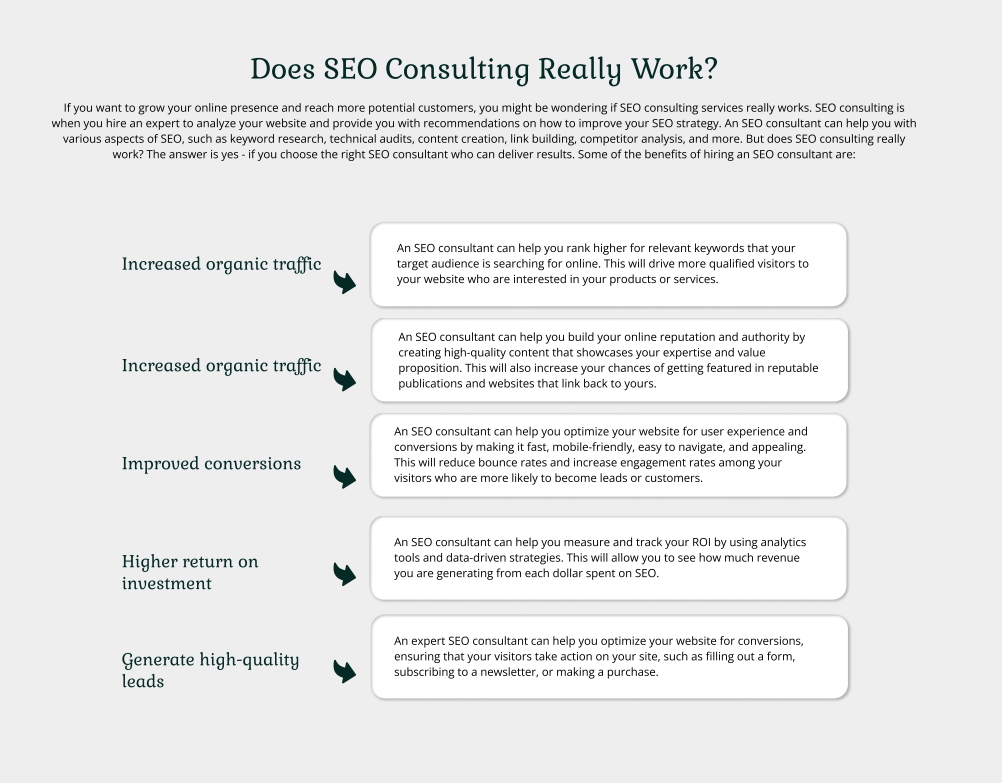 Does SEO Consulting Really Work?
If you want to grow your online presence and reach more potential customers, you might be wondering if SEO consulting services really works. SEO consulting is
when you hire an expert to analyze your website and provide you with recommendations on how to improve your SEO strategy. An SEO consultant can help you with
various aspects of SEO, such as keyword research, technical audits, content creation, link building, competitor analysis, and more. But does SEO consulting really
work? The answer is yes - if you choose the right SEO consultant who can deliver results. Some of the benefits of hiring an SEO consultant are:
Increased organic traffic
An SEO consultant can help you rank higher for relevant keywords that your
target audience is searching for online. This will drive more qualified visitors to
your website who are interested in your products or services.
Increased organic traffic
An SEO consultant can help you build your online reputation and authority by
creating high-quality content that showcases your expertise and value
proposition. This will also increase your chances of getting featured in reputable
publications and websites that link back to yours.
Improved conversions
An SEO consultant can help you optimize your website for user experience and
conversions by making it fast, mobile-friendly, easy to navigate, and appealing.
This will reduce bounce rates and increase engagement rates among your
visitors who are more likely to become leads or customers.
Higher return on
investment
An SEO consultant can help you measure and track your ROI by using analytics
tools and data-driven strategies. This will allow you to see how much revenue
you are generating from each dollar spent on SEO.
Generate high-quality
leads
An expert SEO consultant can help you optimize your website for conversions,
ensuring that your visitors take action on your site, such as filling out a form,
subscribing to a newsletter, or making a purchase.